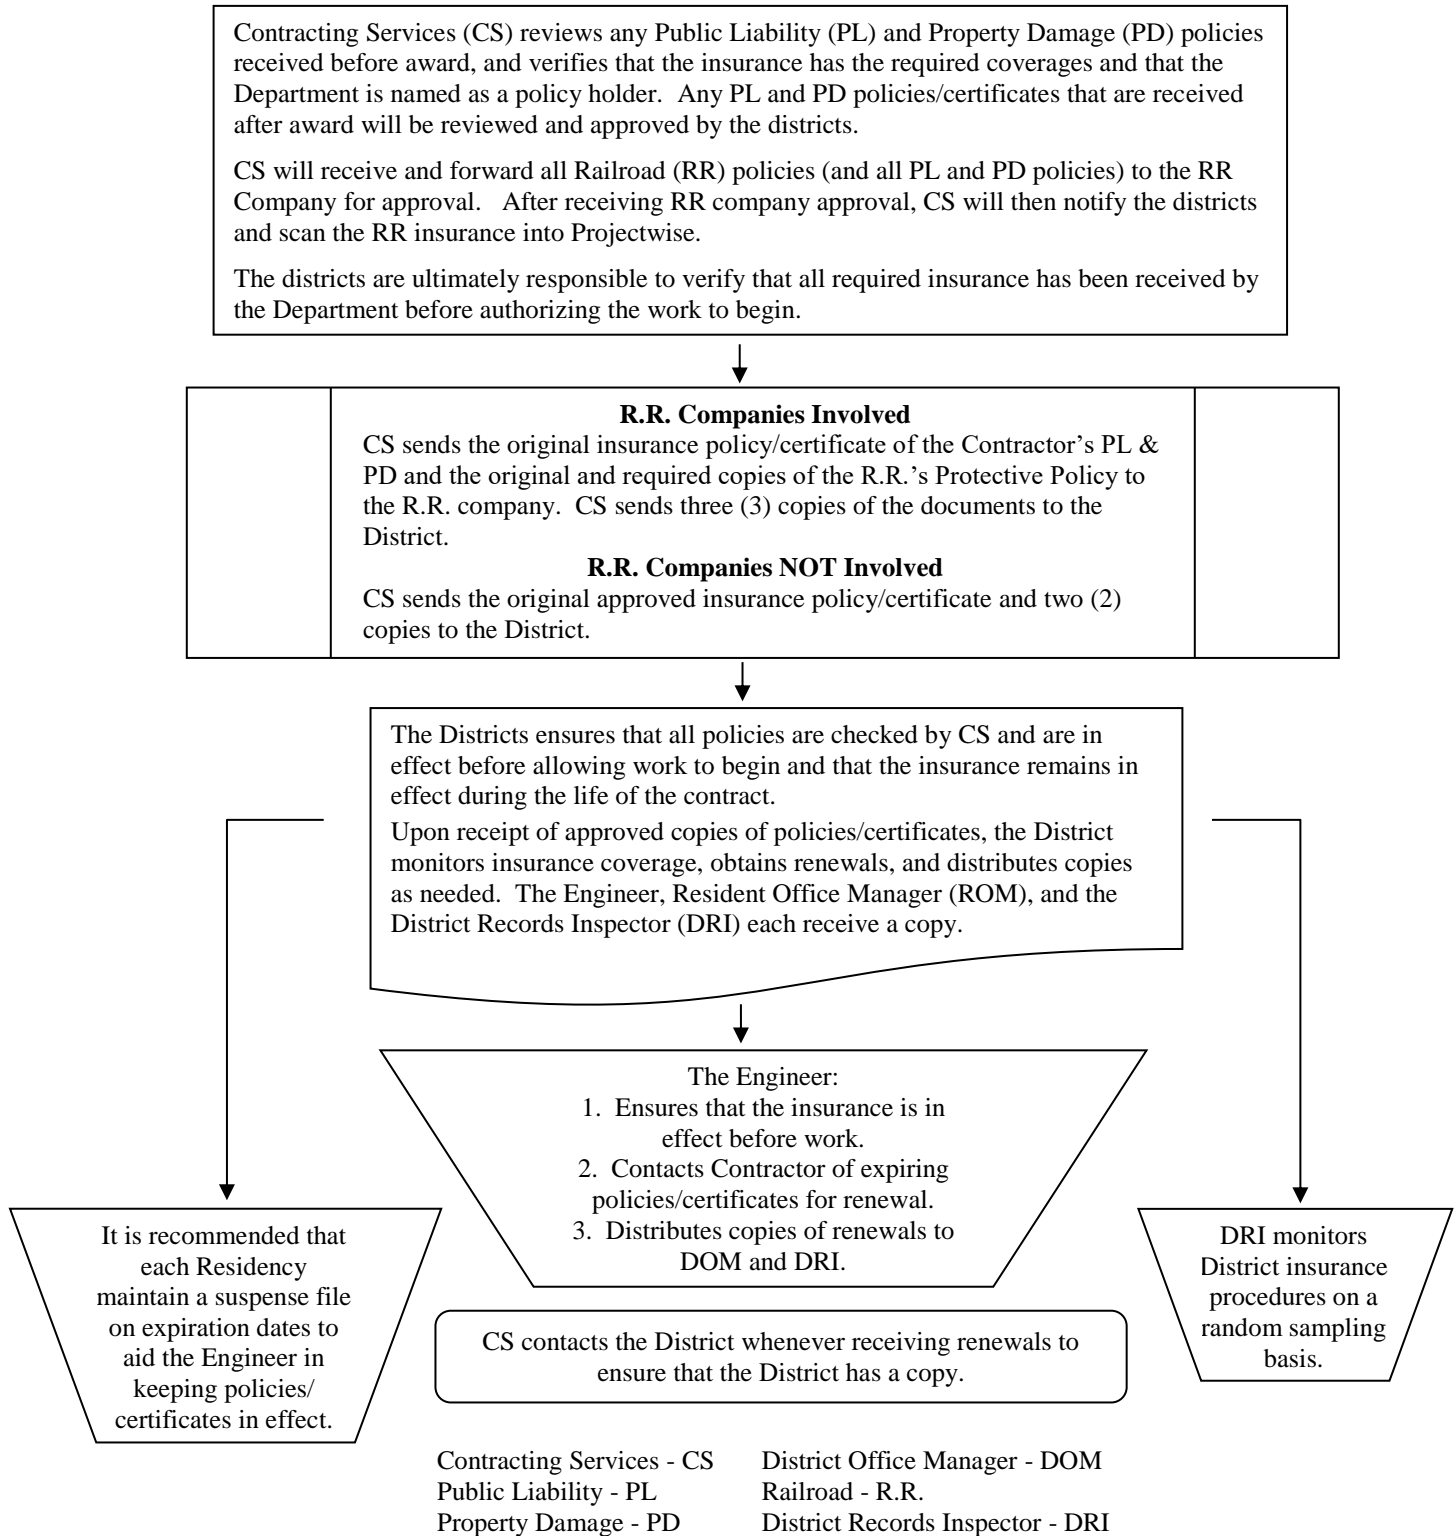 Contracting Services (CS) reviews any Public Liability (PL) and Property Damage (PD) policies
received before award, and verifies that the insurance has the required coverages and that the
Department is named as a policy holder.  Any PL and PD policies/certificates that are received
after award will be reviewed and approved by the districts.
CS will receive and forward all Railroad (RR) policies (and all PL and PD policies) to the RR
Company for approval.   After receiving RR company approval, CS will then notify the districts
and scan the RR insurance into Projectwise.
The districts are ultimately responsible to verify that all required insurance has been received by
the Department before authorizing the work to begin.
R.R. Companies Involved
CS sends the original insurance policy/certificate of the Contractor’s PL &
PD and the original and required copies of the R.R.’s Protective Policy to
the R.R. company.  CS sends three (3) copies of the documents to the
District.
R.R. Companies NOT Involved
CS sends the original approved insurance policy/certificate and two (2)
copies to the District.
The Districts ensures that all policies are checked by CS and are in
effect before allowing work to begin and that the insurance remains in
effect during the life of the contract.
Upon receipt of approved copies of policies/certificates, the District
monitors insurance coverage, obtains renewals, and distributes copies
as needed.  The Engineer, Resident Office Manager (ROM), and the
District Records Inspector (DRI) each receive a copy.
The Engineer:
1.  Ensures that the insurance is in
effect before work.
2.  Contacts Contractor of expiring
policies/certificates for renewal.
3.  Distributes copies of renewals to
DOM and DRI.
It is recommended that
each Residency
maintain a suspense file
on expiration dates to
aid the Engineer in
keeping policies/
certificates in effect.
DRI monitors
District insurance
procedures on a
random sampling
basis.
CS contacts the District whenever receiving renewals to
ensure that the District has a copy.
Contracting Services - CS
Public Liability - PL
Property Damage - PD
District Office Manager - DOM
Railroad - R.R.
District Records Inspector - DRI